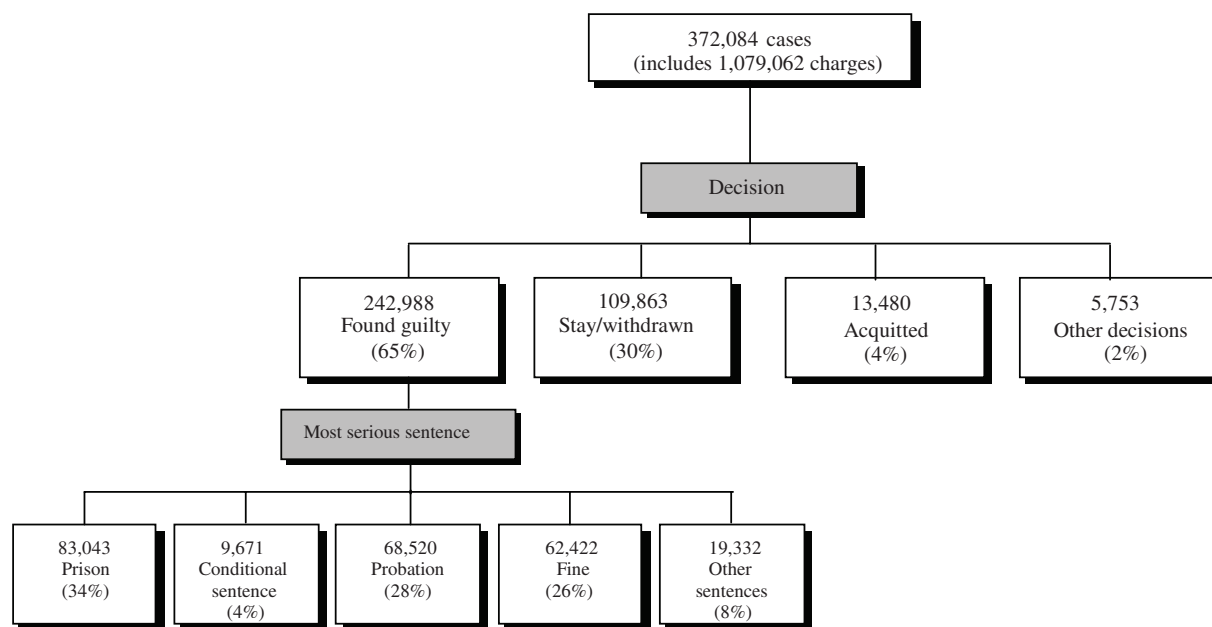 372,084 cases
(includes 1,079,062 charges)
Decision
242,988
Found guilty
(65%)
109,863
Stay/withdrawn
(30%)
13,480
Acquitted
(4%)
5,753
Other decisions
(2%)
Most serious sentence
83,043
Prison
(34%)
9,671
Conditional
sentence
(4%)
68,520
Probation
(28%)
62,422
Fine
(26%)
19,332
Other
sentences
(8%)